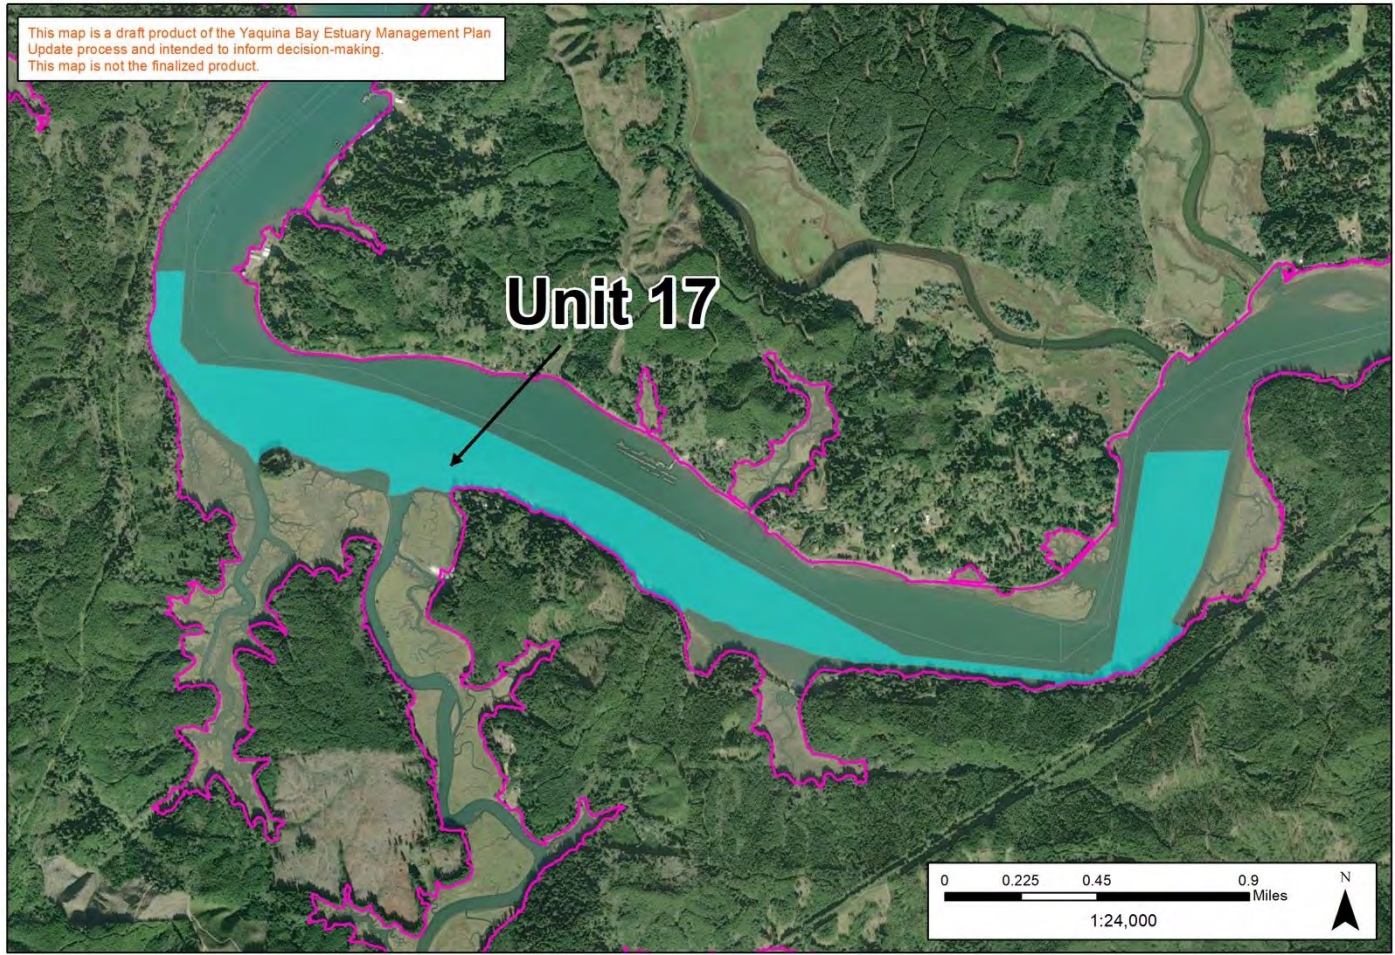 This map is a draft product of the Yaquina Bay Estuary Management Plan
Update process and intended to inform decision-making.
This map is not the finalized product.
Unit 17
0 0.225 0.45 0.9
Miles
1:24,000
N